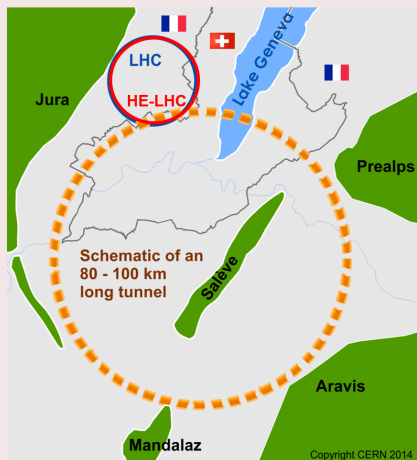 LHC
HE-LHC
Jura
Lake Geneva
Prealps
Schematic of an
80 - 100 km
long tunnel
Salève
Aravis
Mandalaz
Copyright CERN 2014